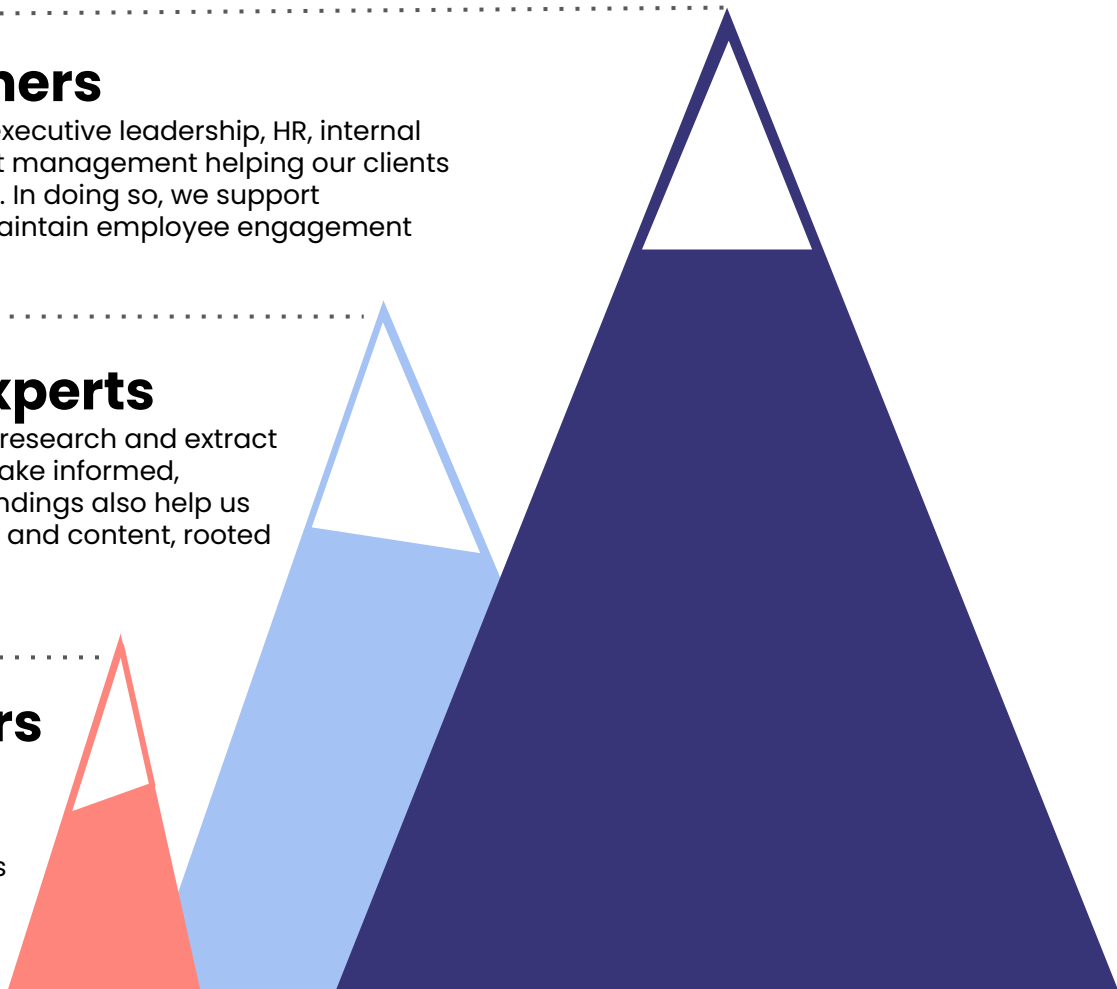 ners
executive leadership, HR, internal
t management helping our clients
. In doing so, we support
aintain employee engagement
xperts
research and extract
ake informed,
ndings also help us
and content, rooted
rs
s